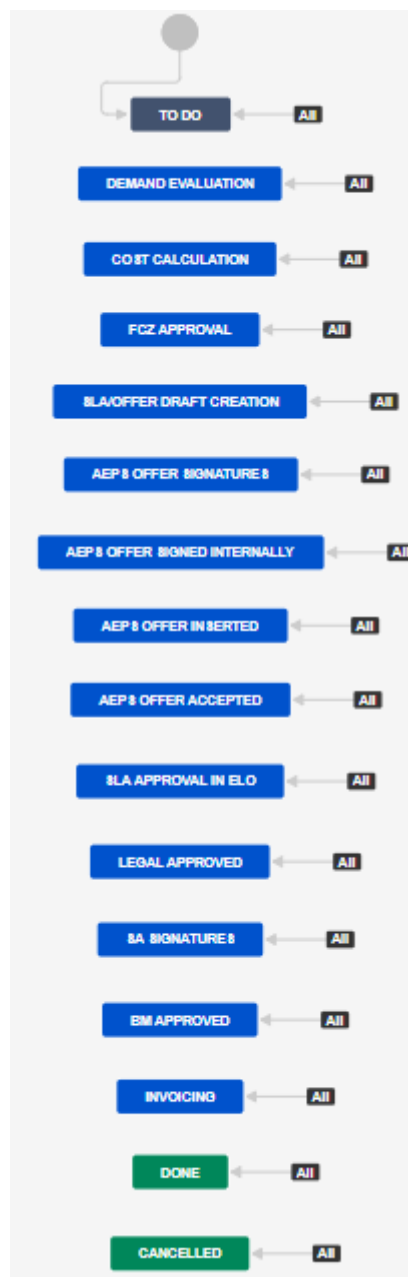 TO DO
All
DEMAND EVALUATION
All
COST CALCULATION
All
FCZ APPROVAL
All
SLA/OFFER DRAFT CREATION
All
AEPS OFFER SIGNATURES
All
AEPS OFFER SIGNED INTERNALLY
All
AEPS OFFER INSERTED
All
AEPS OFFER ACCEPTED
All
SLA APPROVAL IN ELO
All
LEGAL APPROVED
All
SA SIGNATURES
All
BM APPROVED
All
INVOICING
All
DONE
All
CANCELLED
All